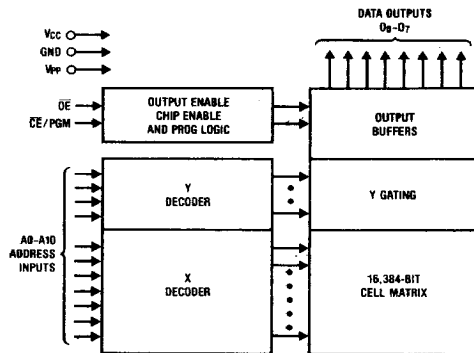 DATA OUTPUTS
O0–O7
VCC
GND
VPP
OE
CE/PGM
OUTPUT ENABLE
CHIP ENABLE
AND PROG LOGIC
OUTPUT
BUFFERS
Y
DECODER
Y GATING
A0–A10
ADDRESS
INPUTS
X
DECODER
16,384-BIT
CELL MATRIX